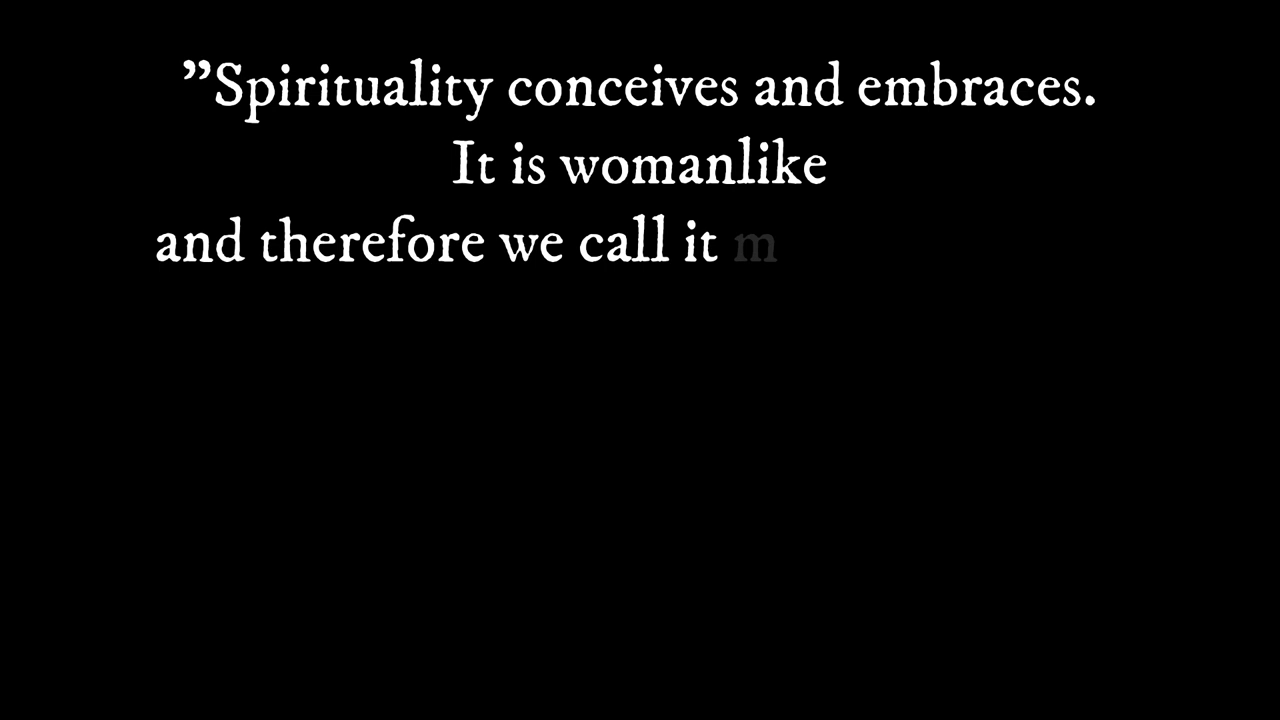 ”Spirituality conceives and embraces.
It is womanlike
and therefore we call it m